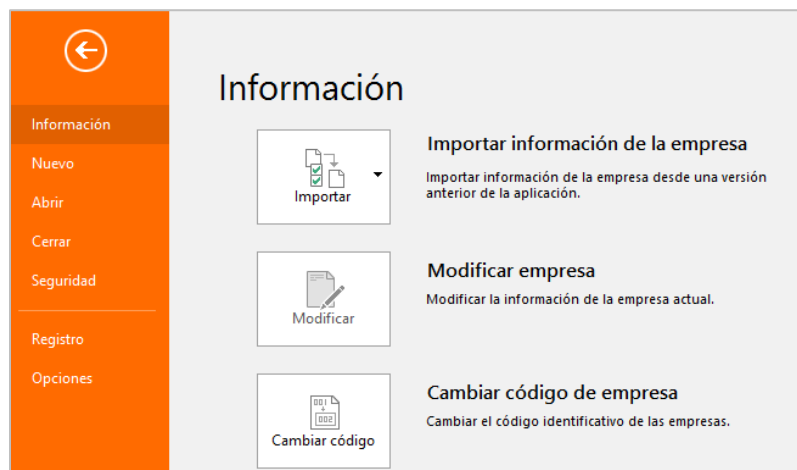 Información
Información
Nuevo
Abrir
Cerrar
Seguridad
Registro
Opciones
Importar
Importar información de la empresa
Importar información de la empresa desde una versión
anterior de la aplicación.
Modificar
Modificar empresa
Modificar la información de la empresa actual.
001
002
Cambiar código
Cambiar código de empresa
Cambiar el código identificativo de las empresas.